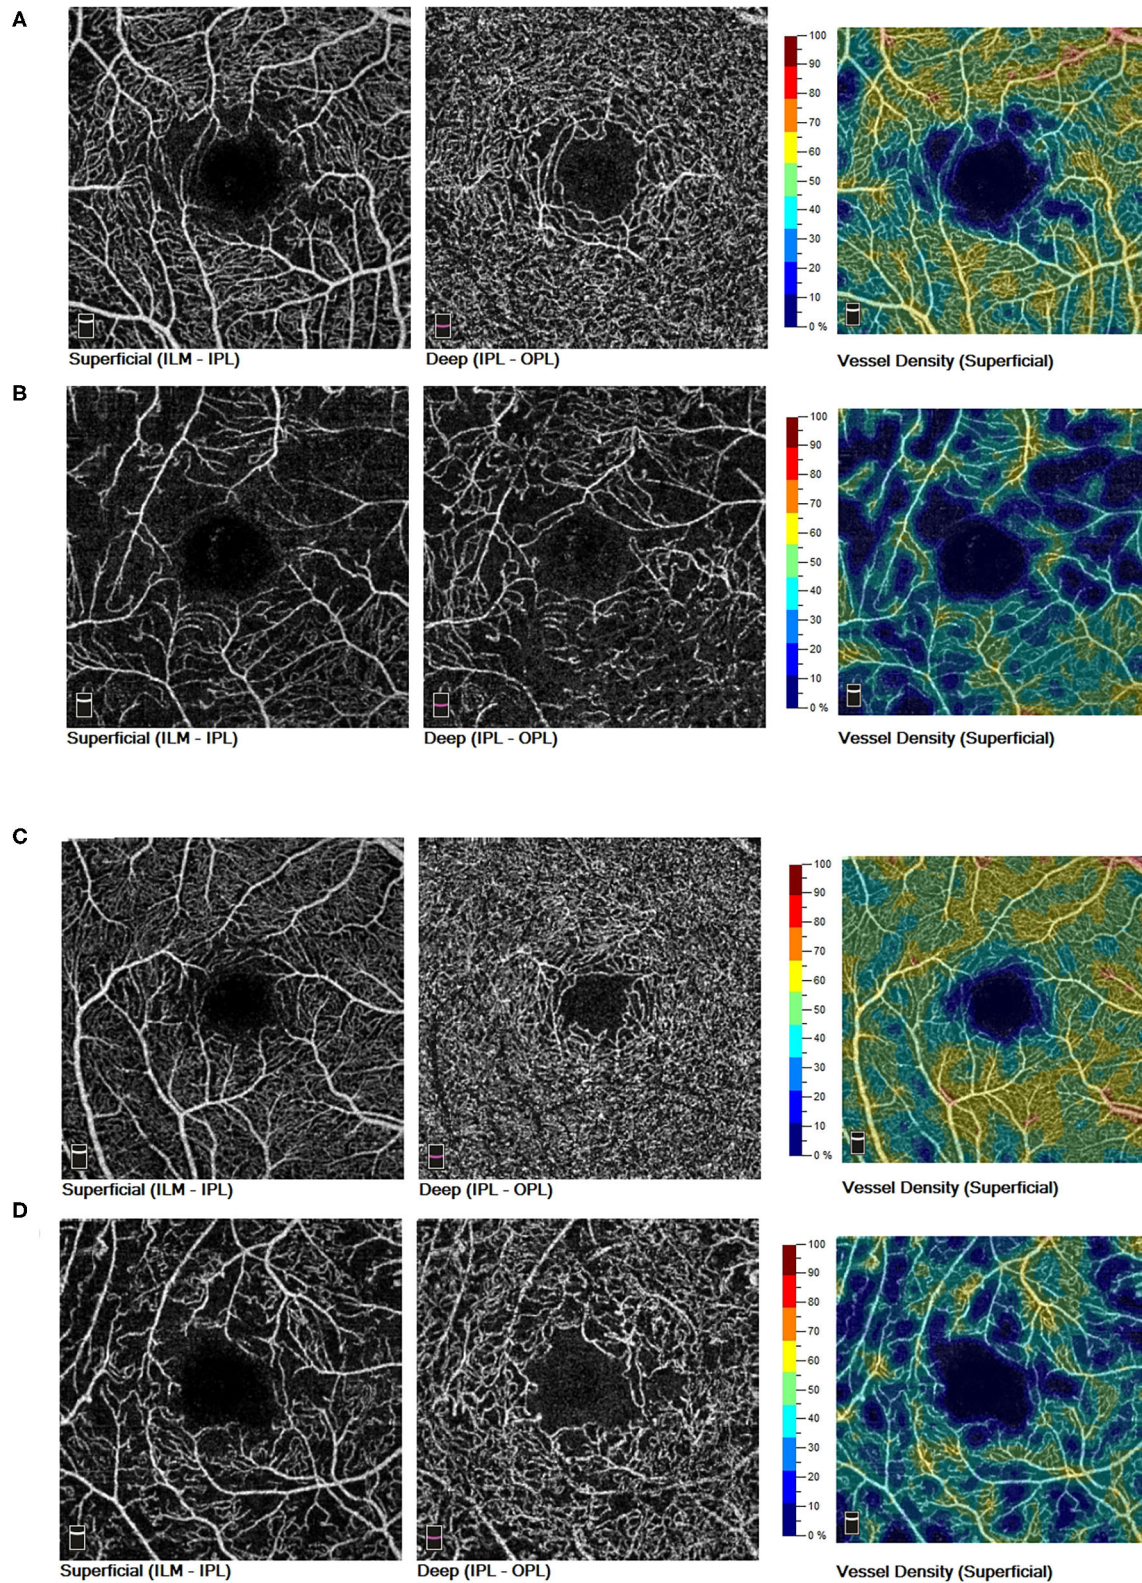 A
100
90
80
70
60
50
40
30
20
10
0 %
Superficial (ILM - IPL)
Deep (IPL - OPL)
Vessel Density (Superficial)
B
100
90
80
70
60
50
40
30
20
10
0 %
Superficial (ILM - IPL)
Deep (IPL - OPL)
Vessel Density (Superficial)
C
100
90
80
70
60
50
40
30
20
10
0 %
Superficial (ILM - IPL)
Deep (IPL - OPL)
Vessel Density (Superficial)
D
100
90
80
70
60
50
40
30
20
10
0 %
Superficial (ILM - IPL)
Deep (IPL - OPL)
Vessel Density (Superficial)